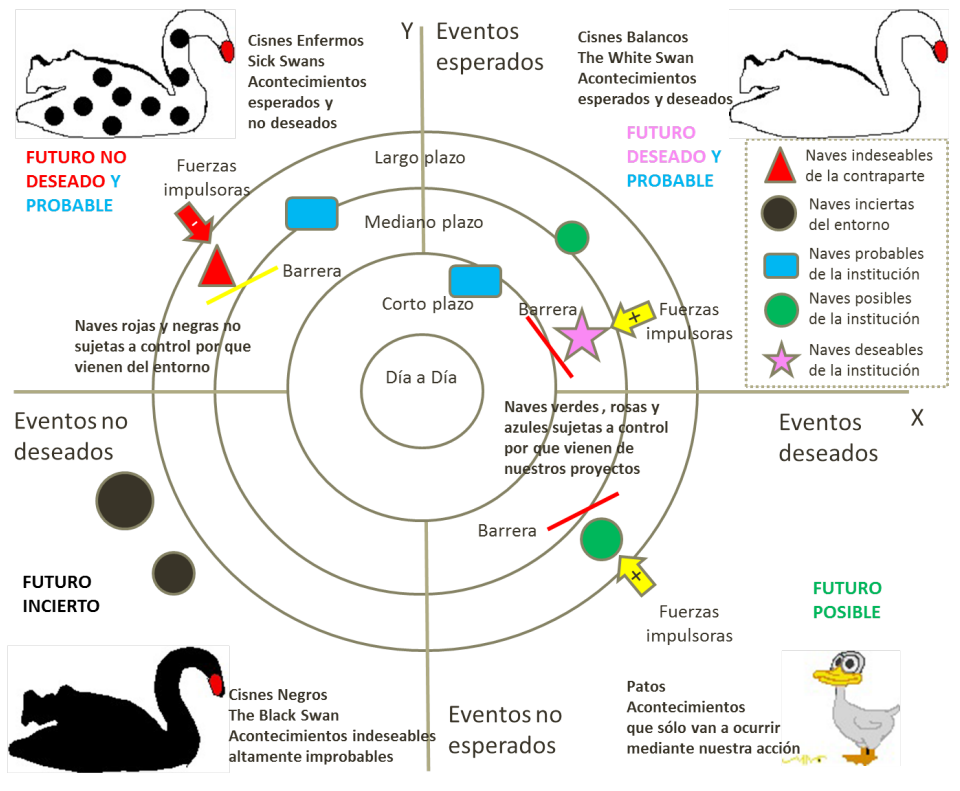 Cisnes Enfermos
Sick Swans
Acontecimientos
esperados y
no deseados
Y
Eventos
esperados
Cisnes Balancos
The White Swan
Acontecimientos
esperados y deseados
FUTURO NO
DESEADO Y
PROBABLE
Fuerzas
impulsoras
-
Largo plazo
Mediano plazo
Corto plazo
Día a Día
FUTURO
DESEADO Y
PROBABLE
Naves indeseables
de la contraparte
Naves inciertas
del entorno
Naves probables
de la institución
Naves posibles
de la institución
Naves deseables
de la institución
Barrera
Barrera
+
Fuerzas
impulsoras
Naves rojas y negras no
sujetas a control por que
vienen del entorno
Eventos no
deseados
Naves verdes , rosas y
azules sujetas a control
por que vienen de
nuestros proyectos
Eventos
deseados
X
Barrera
+
Fuerzas
impulsoras
FUTURO
INCIERTO
FUTURO
POSIBLE
Cisnes Negros
The Black Swan
Acontecimientos indeseables
altamente improbables
Eventos no
esperados
Patos
Acontecimientos
que sólo van a ocurrir
mediante nuestra acción